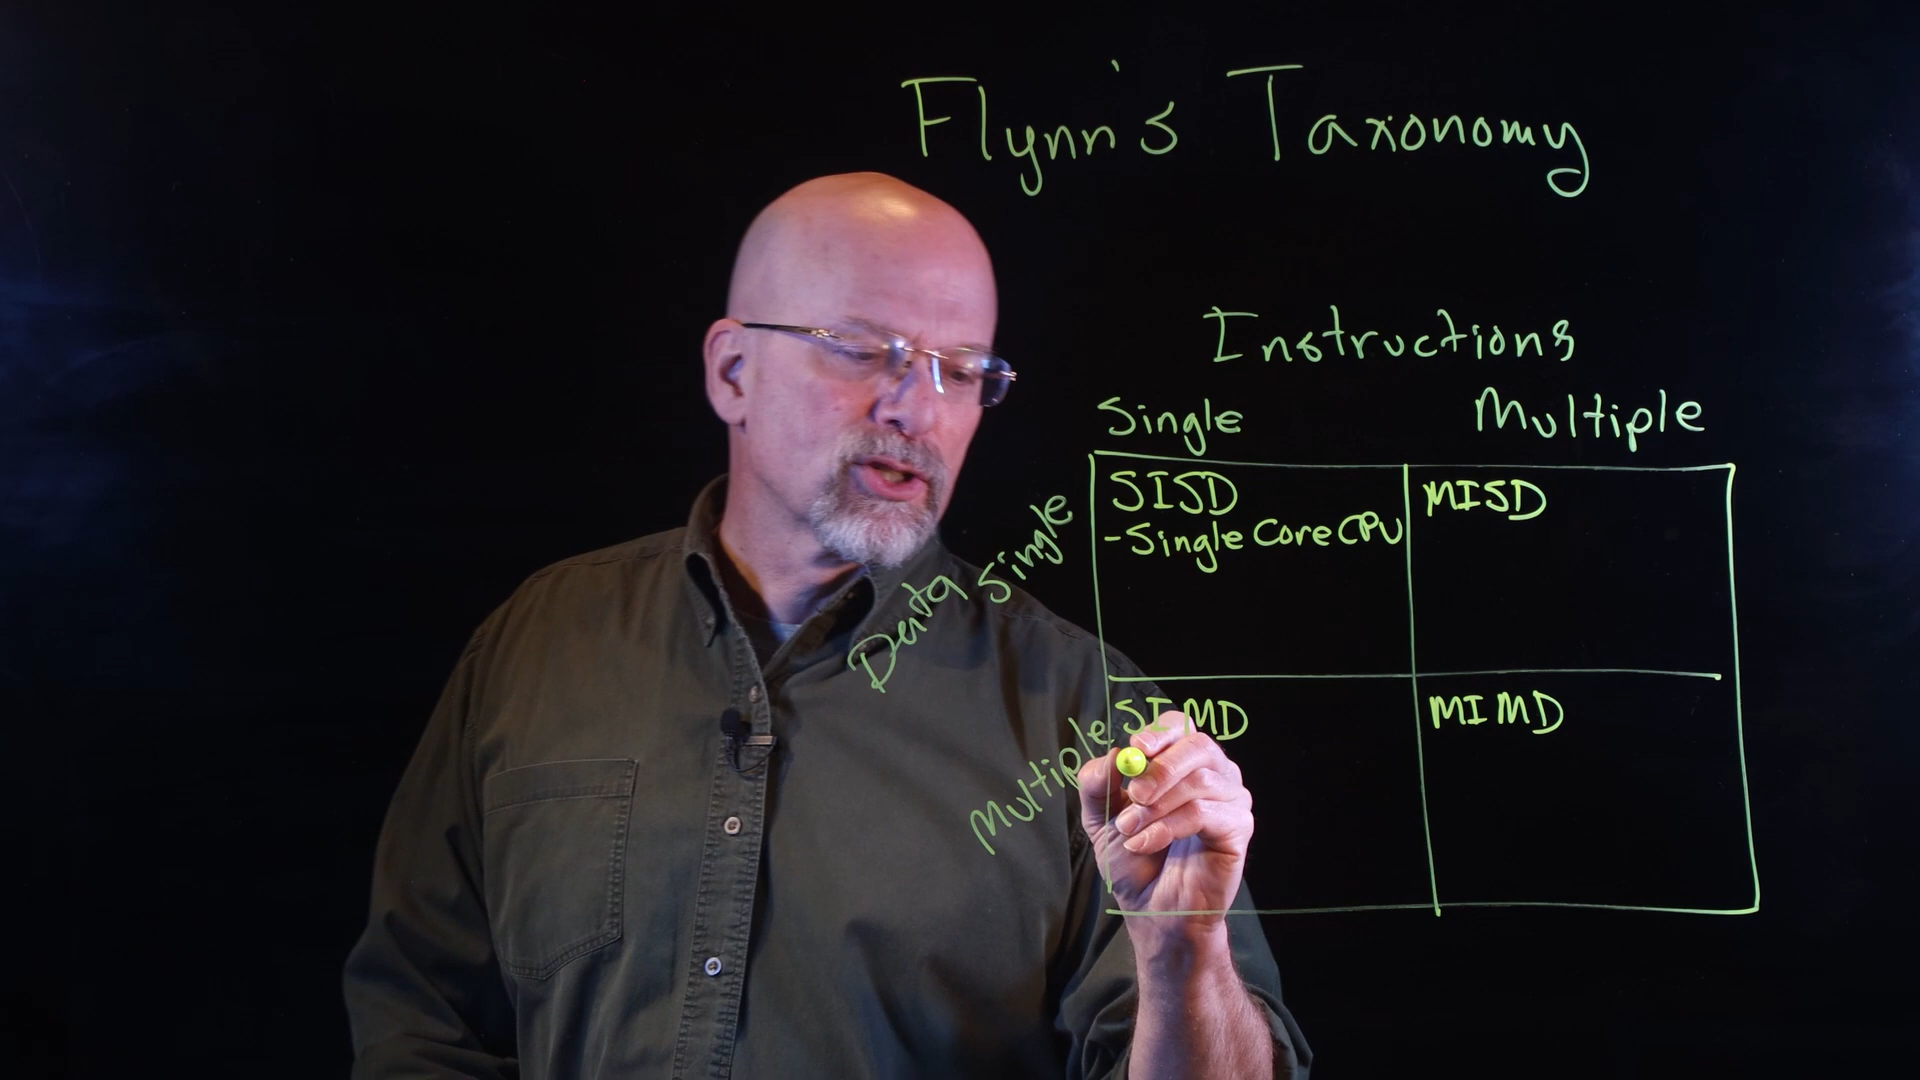 Flynn's Taxonomy
Instructions
Single Multiple
Data
Single
SISD
-Single Core CPU
MISD
Multiple
SIMD
MIMD